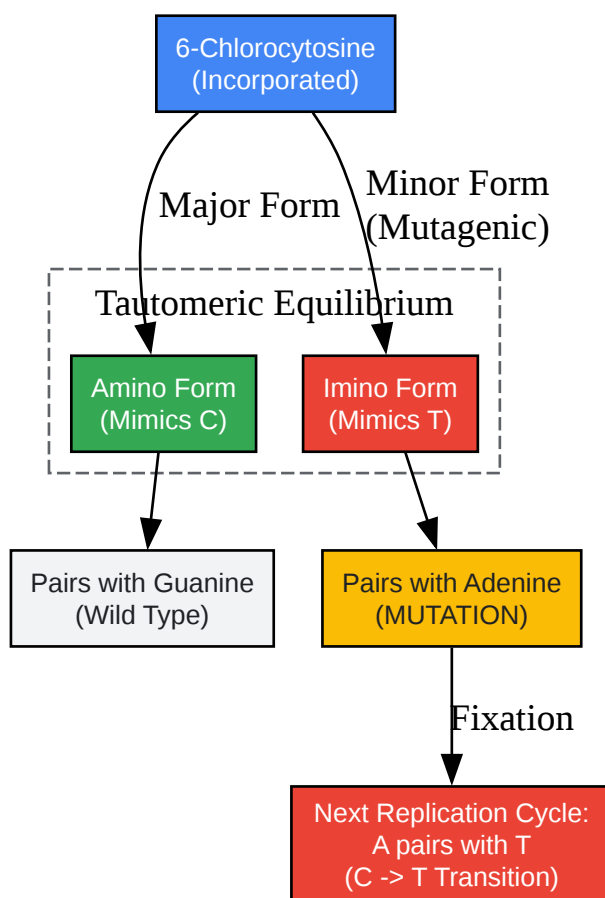 6-Chlorocytosine
(Incorporated)
Major Form
Minor Form
(Mutagenic)
Tautomeric Equilibrium
Amino Form
(Mimics C)
Imino Form
(Mimics T)
Pairs with Guanine
(Wild Type)
Pairs with Adenine
(MUTATION)
Fixation
Next Replication Cycle:
A pairs with T
(C -> T Transition)